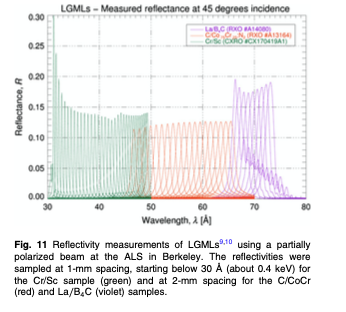 LGMLs – Measured reflectance at 45 degrees incidence
0.30
0.25
0.20
0.15
0.10
0.05
0.00
Reflectance, R
La/B₄C (RXO #A14080)
(RXO #A13164)
Cr/Sc (CXRO #CX170419A1)
30
40
50
60
70
80
Wavelength, λ [Å]
Fig. 11 Reflectivity measurements of LGMLs⁹,¹⁰ using a partially
polarized beam at the ALS in Berkeley. The reflectivities were
sampled at 1-mm spacing, starting below 30 Å (about 0.4 keV) for
the Cr/Sc sample (green) and at 2-mm spacing for the C/CoCr
(red) and La/B₄C (violet) samples.